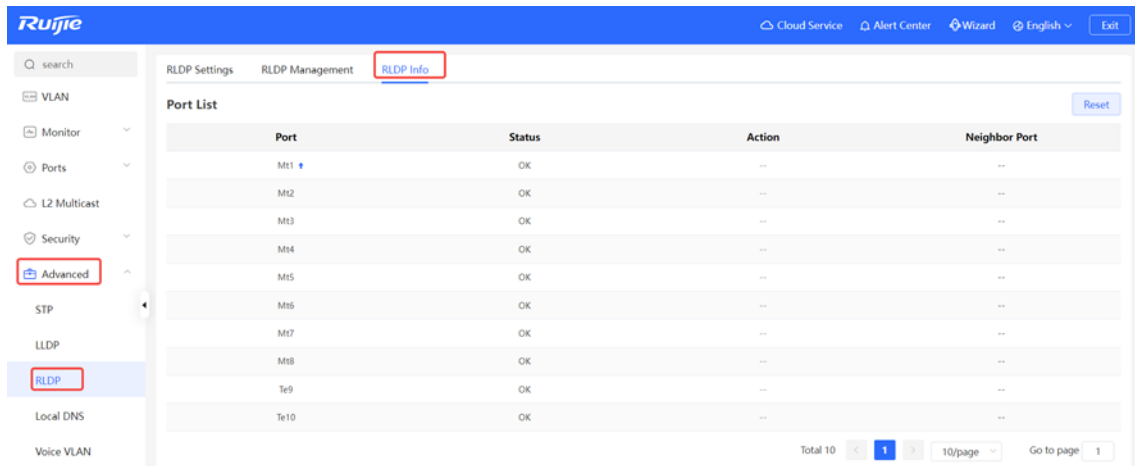 Ruijie
Cloud Service Alert Center Wizard English Exit
search
VLAN
Monitor
Ports
L2 Multicast
Security
Advanced
STP
LLDP
RLDP
Local DNS
Voice VLAN
RLDP Settings RLDP Management RLDP Info
Port List Reset
Port Status Action Neighbor Port
Mt1 OK -- --
Mt2 OK -- --
Mt3 OK -- --
Mt4 OK -- --
Mt5 OK -- --
Mt6 OK -- --
Mt7 OK -- --
Mt8 OK -- --
Te9 OK -- --
Te10 OK -- --
Total 10 < 1 > 10/page Go to page 1